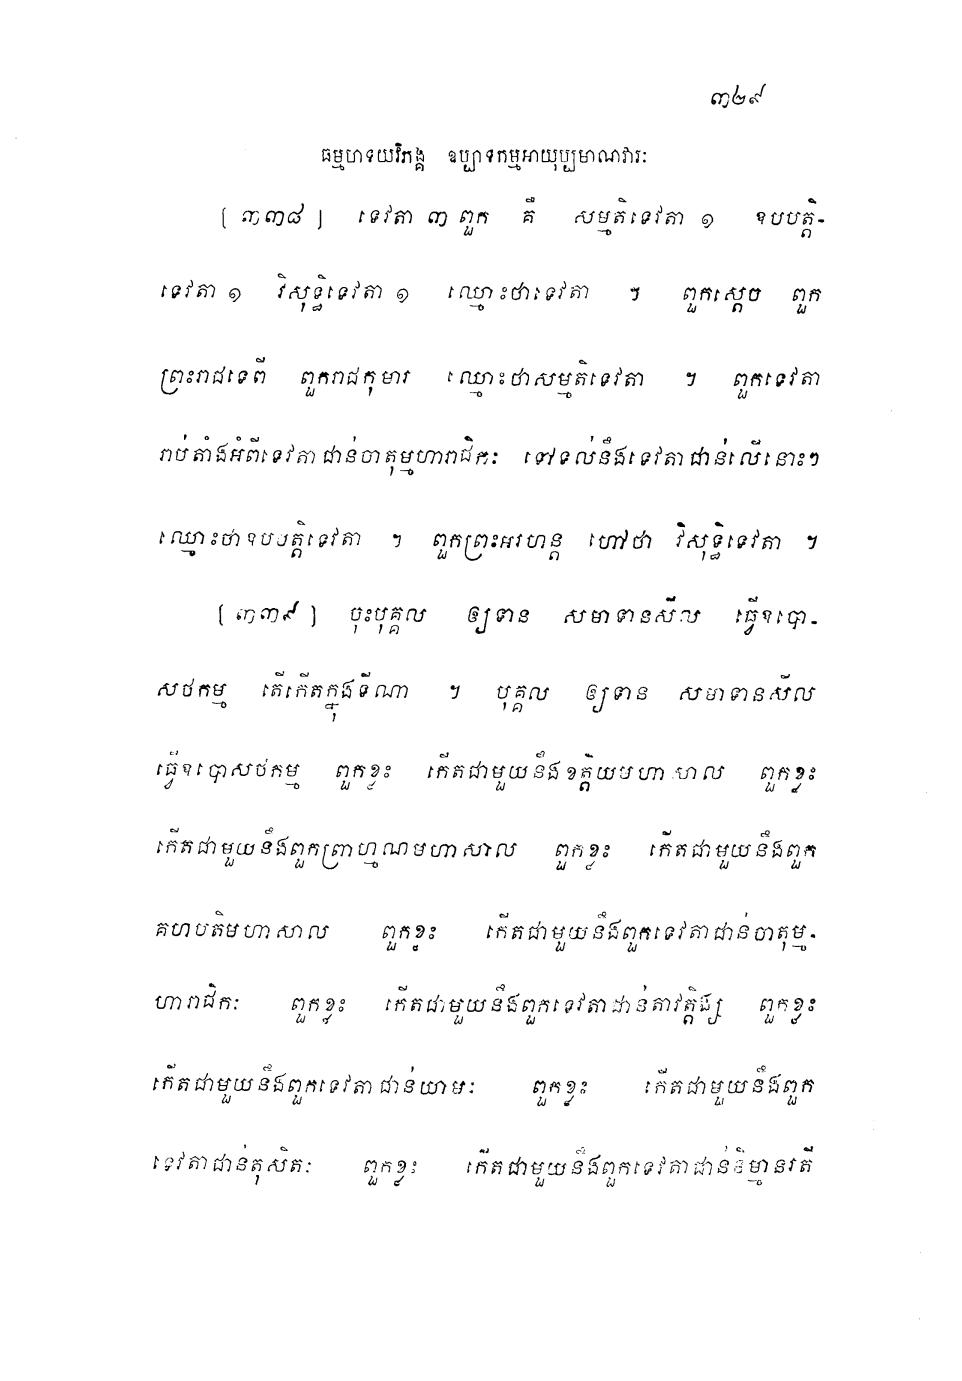 ៣២៩
ធម្មហទយវិភង្គ ឧប្បាទកម្មអាយុប្បមាណវារៈ
[ ៣៣៨ ] ទេវតា ៣ ពួក គឺ សម្មតិទេវតា ១ ឧបបត្តិ-
ទេវតា ១ វិសុទ្ធិទេវតា ១ ឈ្មោះថាទេវតា ។ ពួកស្តេច ពួក
ព្រះរាជទេពី ពួករាជកុមារ ឈ្មោះថាសម្មតិទេវតា ។ ពួកទេវតា
រាប់តាំងអំពីទេវតាជាន់ចាតុម្មហារាជិកៈ ទៅទល់នឹងទេវតាជាន់លើនោះៗ
ឈ្មោះថាឧបបត្តិទេវតា ។ ពួកព្រះអរហន្ត ហៅថា វិសុទ្ធិទេវតា ។
[ ៣៣៩ ] ចុះបុគ្គល ឲ្យទាន សមាទានសីល ធ្វើឧបោ-
សថកម្ម តើកើតក្នុងទីណា ។ បុគ្គល ឲ្យទាន សមាទានសីល
ធ្វើឧបោសថកម្ម ពួកខ្លះ កើតជាមួយនឹងខត្តិយមហាសាល ពួកខ្លះ
កើតជាមួយនឹងពួកព្រាហ្មណមហាសាល ពួកខ្លះ កើតជាមួយនឹងពួក
គហបតិមហាសាល ពួកខ្លះ កើតជាមួយនឹងពួកទេវតាជាន់ចាតុម្ម-
ហារាជិកៈ ពួកខ្លះ កើតជាមួយនឹងពួកទេវតាជាន់តាវត្តិង្ស ពួកខ្លះ
កើតជាមួយនឹងពួកទេវតាជាន់យាមៈ ពួកខ្លះ កើតជាមួយនឹងពួក
ទេវតាជាន់តុសិតៈ ពួកខ្លះ កើតជាមួយនឹងពួកទេវតាជាន់និម្មានរតី